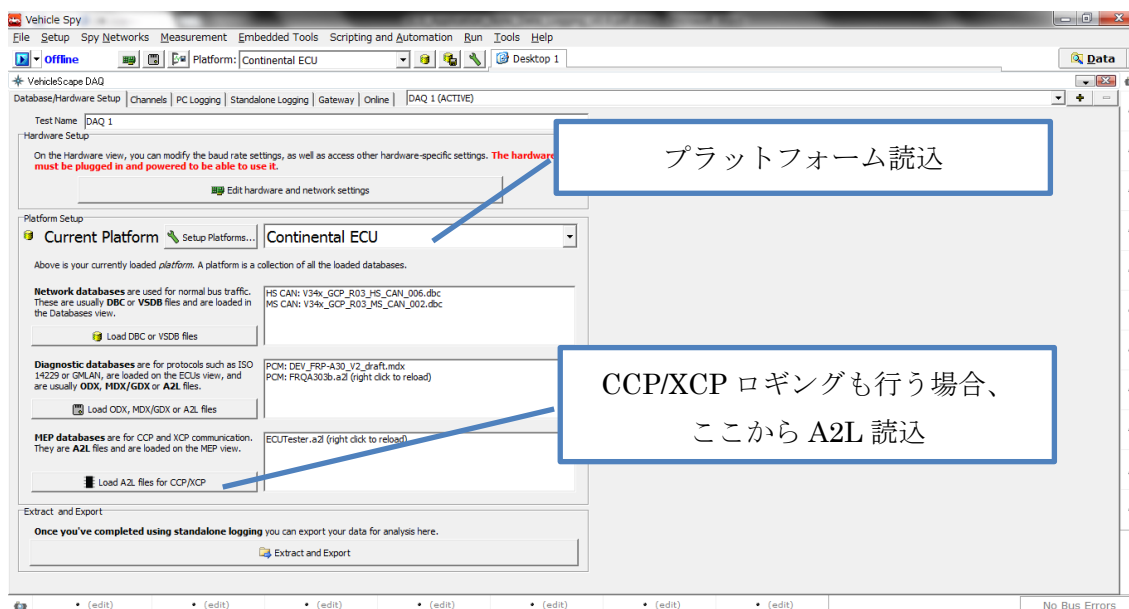 Vehicle Spy
File Setup Spy Networks Measurement Embedded Tools Scripting and Automation Run Tools Help
Offline Platform: Continental ECU Desktop 1 Data
VehicleScape DAQ
Database/Hardware Setup Channels PC Logging Standalone Logging Gateway Online DAQ 1 (ACTIVE)
Test Name DAQ 1
Hardware Setup
On the Hardware view, you can modify the baud rate settings, as well as access other hardware-specific settings. The hardware
must be plugged in and powered to be able to use it.
Edit hardware and network settings
プラットフォーム読込
Platform Setup
Current Platform Setup Platforms... Continental ECU
Above is your currently loaded platform. A platform is a collection of all the loaded databases.
Network databases are used for normal bus traffic.
These are usually DBC or VSDB files and are loaded in
the Databases view.
HS CAN: V34x_GCP_R03_HS_CAN_006.dbc
MS CAN: V34x_GCP_R03_MS_CAN_002.dbc
Load DBC or VSDB files
Diagnostic databases are for protocols such as ISO
14229 or GMLAN, are loaded on the ECUs view, and
are usually ODX, MDX/GDX or A2L files.
PCM: DEV_FRP-A30_V2_draft.mdx
PCM: FRQA303b.a2l (right click to reload)
Load ODX, MDX/GDX or A2L files
CCP/XCP ロギングも行う場合、
ここから A2L 読込
MEP databases are for CCP and XCP communication.
They are A2L files and are loaded on the MEP view.
ECUTester.a2l (right click to reload)
Load A2L files for CCP/XCP
Extract and Export
Once you've completed using standalone logging you can export your data for analysis here.
Extract and Export
(edit) (edit) (edit) (edit) (edit) (edit) (edit) No Bus Errors